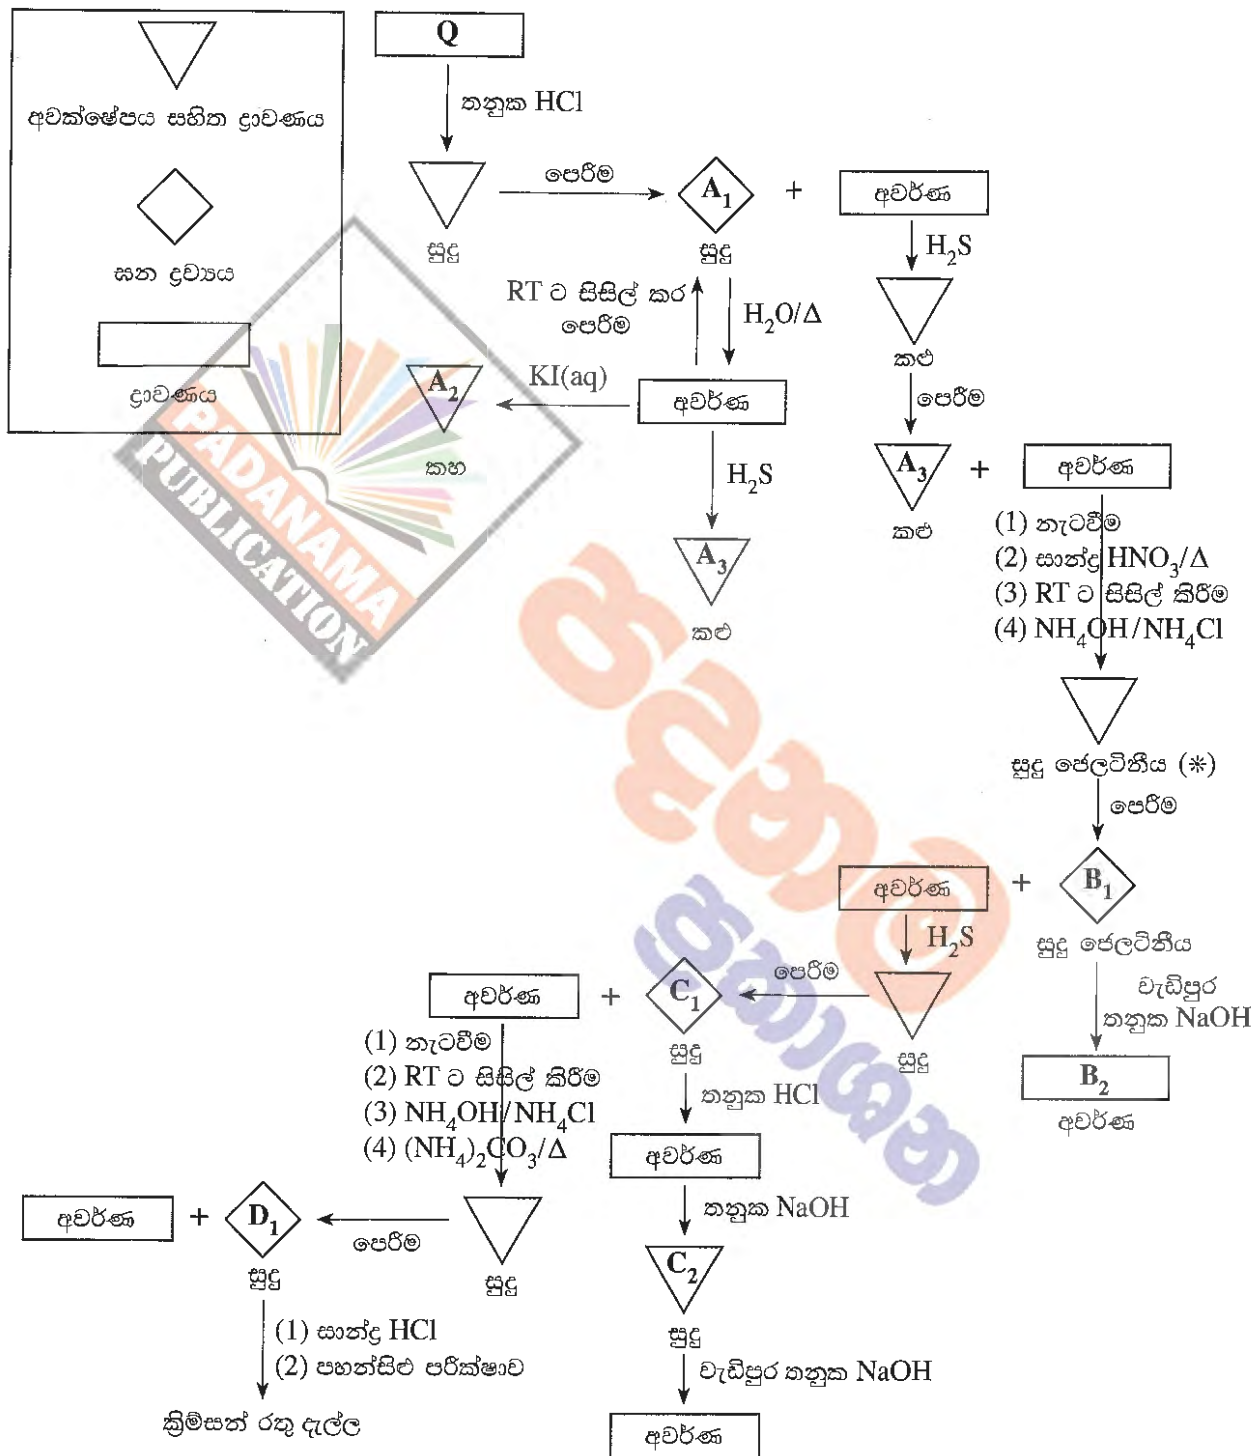 අවක්ෂේපය සහිත ද්‍රාවණය
ඝන ද්‍රව්‍යය
ද්‍රාවණය
Q
තනුක HCl
සුදු
පෙරීම
A₁
සුදු
+
අවර්ණ
H₂S
කළු
පෙරීම
RT ට සිසිල් කර
පෙරීම
H₂O/Δ
A₂
කහ
KI(aq)
අවර්ණ
H₂S
A₃
කළු
A₃
කළු
+
අවර්ණ
(1) නැටවීම
(2) සාන්ද්‍ර HNO₃/Δ
(3) RT ට සිසිල් කිරීම
(4) NH₄OH/NH₄Cl
සුදු ජෙලටිනීය (*)
පෙරීම
අවර්ණ
+
B₁
සුදු ජෙලටිනීය
වැඩිපුර
තනුක NaOH
B₂
අවර්ණ
H₂S
සුදු
පෙරීම
අවර්ණ
+
C₁
සුදු
(1) නැටවීම
(2) RT ට සිසිල් කිරීම
(3) NH₄OH/NH₄Cl
(4) (NH₄)₂CO₃/Δ
තනුක HCl
අවර්ණ
තනුක NaOH
C₂
සුදු
වැඩිපුර තනුක NaOH
අවර්ණ
අවර්ණ
+
D₁
සුදු
පෙරීම
සුදු
(1) සාන්ද්‍ර HCl
(2) පහන්සිළු පරීක්ෂාව
ක්‍රිම්සන් රතු දැල්ල
PADANAMA
PUBLICATION
පදනම
ප්‍රකාශන